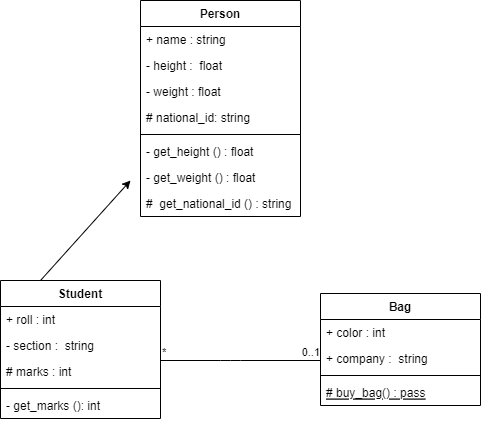 Person
+ name : string
- height :  float
- weight : float
# national_id: string
- get_height () : float
- get_weight () : float
#  get_national_id () : string
Student
+ roll : int
- section :  string
# marks : int
- get_marks (): int
*
0..1
Bag
+ color : int
+ company :  string
# buy_bag() : pass